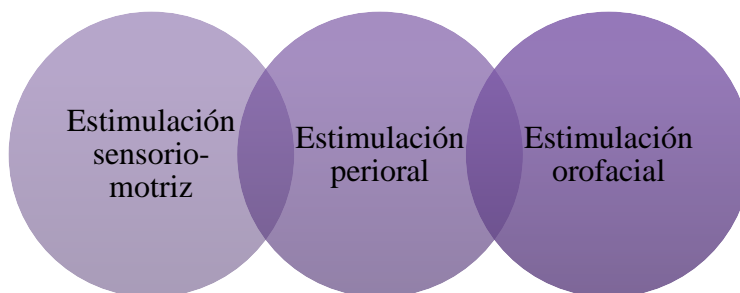 Estimulación
sensorio-
motriz
Estimulación
perioral
Estimulación
orofacial